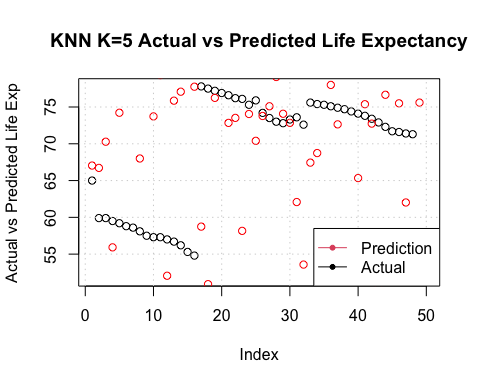 KNN K=5 Actual vs Predicted Life Expectancy
Actual vs Predicted Life Exp
75
70
65
60
55
Prediction
Actual
0 10 20 30 40 50
Index